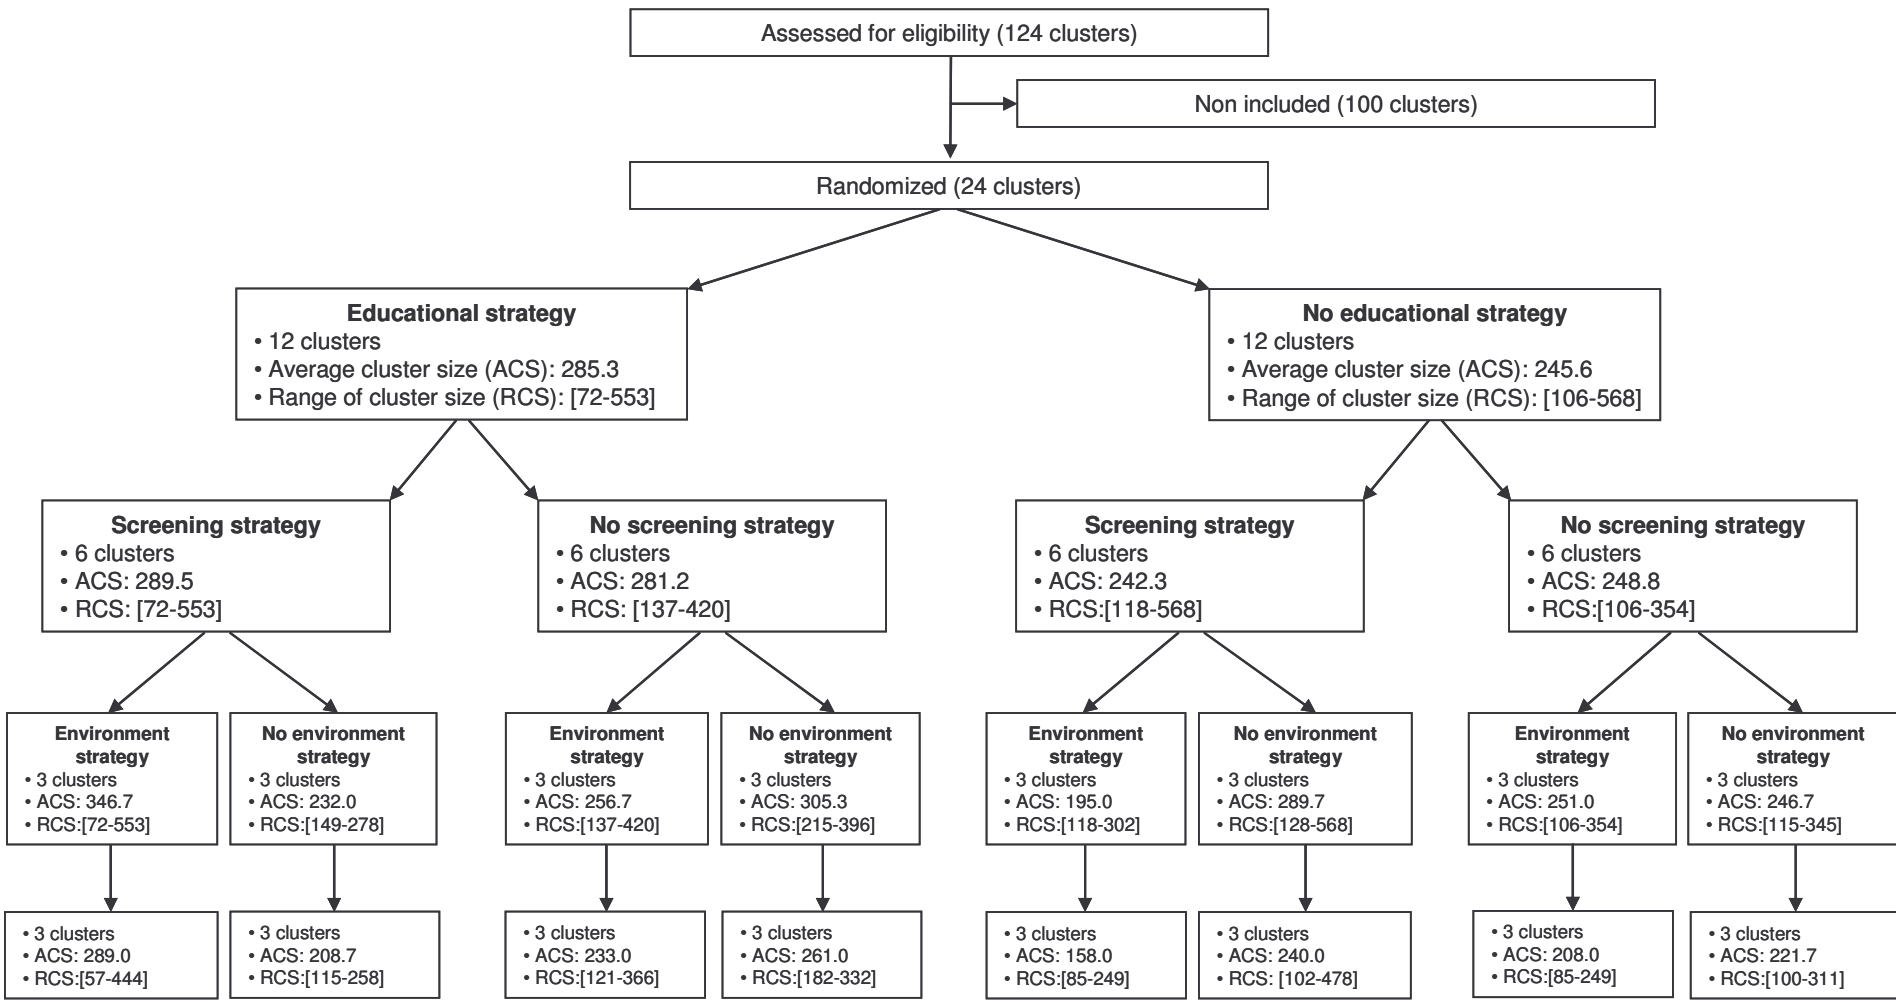 Assessed for eligibility (124 clusters)
Non included (100 clusters)
Randomized (24 clusters)
Educational strategy
• 12 clusters
• Average cluster size (ACS): 285.3
• Range of cluster size (RCS): [72-553]
No educational strategy
• 12 clusters
• Average cluster size (ACS): 245.6
• Range of cluster size (RCS): [106-568]
Screening strategy
• 6 clusters
• ACS: 289.5
• RCS: [72-553]
No screening strategy
• 6 clusters
• ACS: 281.2
• RCS: [137-420]
Screening strategy
• 6 clusters
• ACS: 242.3
• RCS:[118-568]
No screening strategy
• 6 clusters
• ACS: 248.8
• RCS:[106-354]
Environment
strategy
• 3 clusters
• ACS: 346.7
• RCS:[72-553]
No environment
strategy
• 3 clusters
• ACS: 232.0
• RCS:[149-278]
Environment
strategy
• 3 clusters
• ACS: 256.7
• RCS:[137-420]
No environment
strategy
• 3 clusters
• ACS: 305.3
• RCS:[215-396]
Environment
strategy
• 3 clusters
• ACS: 195.0
• RCS:[118-302]
No environment
strategy
• 3 clusters
• ACS: 289.7
• RCS:[128-568]
Environment
strategy
• 3 clusters
• ACS: 251.0
• RCS:[106-354]
No environment
strategy
• 3 clusters
• ACS: 246.7
• RCS:[115-345]
• 3 clusters
• ACS: 289.0
• RCS:[57-444]
• 3 clusters
• ACS: 208.7
• RCS:[115-258]
• 3 clusters
• ACS: 233.0
• RCS:[121-366]
• 3 clusters
• ACS: 261.0
• RCS:[182-332]
• 3 clusters
• ACS: 158.0
• RCS:[85-249]
• 3 clusters
• ACS: 240.0
• RCS: [102-478]
• 3 clusters
• ACS: 208.0
• RCS:[85-249]
• 3 clusters
• ACS: 221.7
• RCS:[100-311]